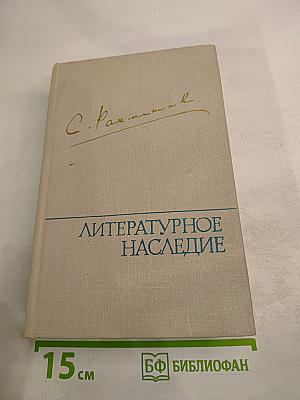 С. Рахманинов
ЛИТЕРАТУРНОЕ
НАСЛЕДИЕ
15 см
БФ БИБЛИОФАН